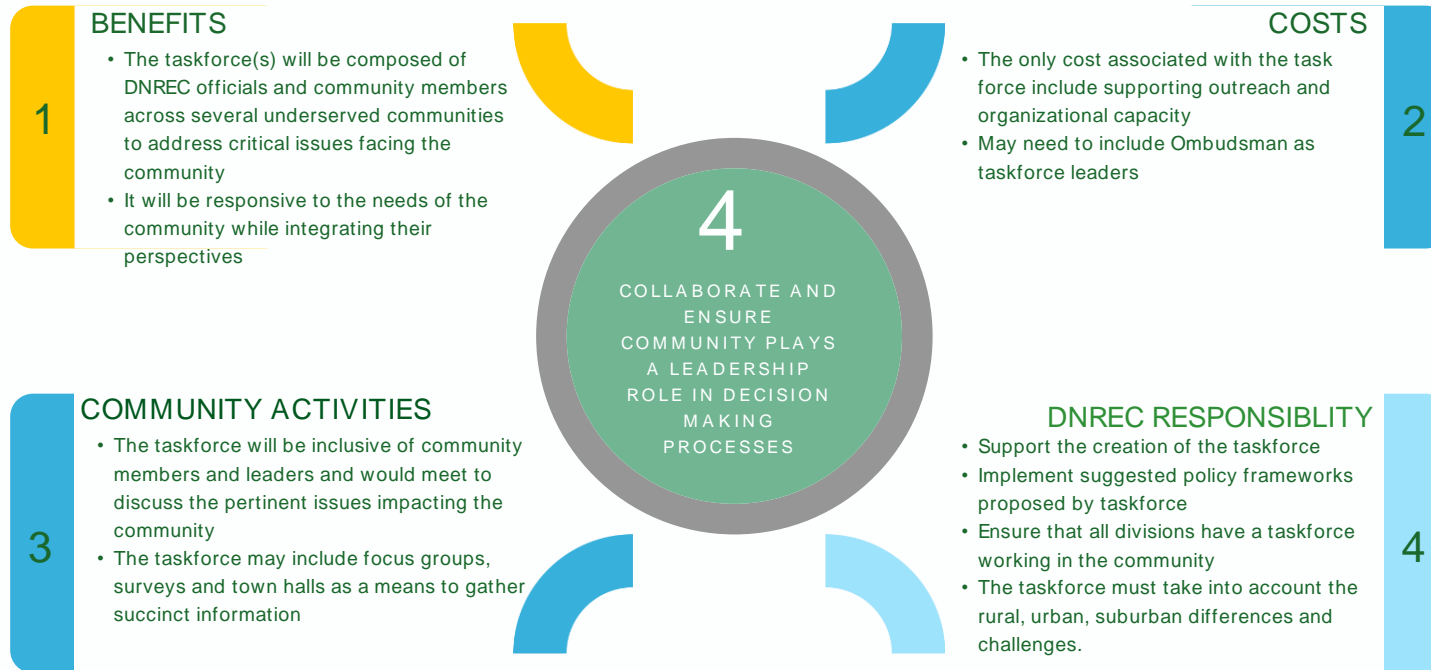 1
BENEFITS
• The taskforce(s) will be composed of
DNREC officials and community members
across several underserved communities
to address critical issues facing the
community
• It will be responsive to the needs of the
community while integrating their
perspectives
COSTS
• The only cost associated with the task
force include supporting outreach and
organizational capacity
• May need to include Ombudsman as
taskforce leaders
2
4
COLLABORATE AND
ENSURE
COMMUNITY PLAYS
A LEADERSHIP
ROLE IN DECISION
MAKING
PROCESSES
3
COMMUNITY ACTIVITIES
• The taskforce will be inclusive of community
members and leaders and would meet to
discuss the pertinent issues impacting the
community
• The taskforce may include focus groups,
surveys and town halls as a means to gather
succinct information
DNREC RESPONSIBLITY
• Support the creation of the taskforce
• Implement suggested policy frameworks
proposed by taskforce
• Ensure that all divisions have a taskforce
working in the community
• The taskforce must take into account the
rural, urban, suburban differences and
challenges.
4